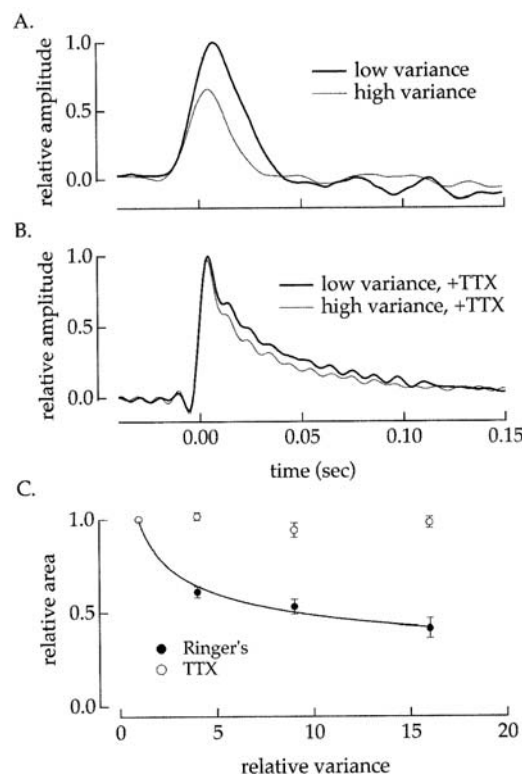 A.
relative amplitude
1.0
0.5
0.0
low variance
high variance
B.
relative amplitude
1.0
0.5
0.0
low variance, +TTX
high variance, +TTX
0.00
0.05
0.10
0.15
time (sec)
C.
relative area
1.0
0.5
0.0
Ringer's
TTX
0
5
10
15
20
relative variance